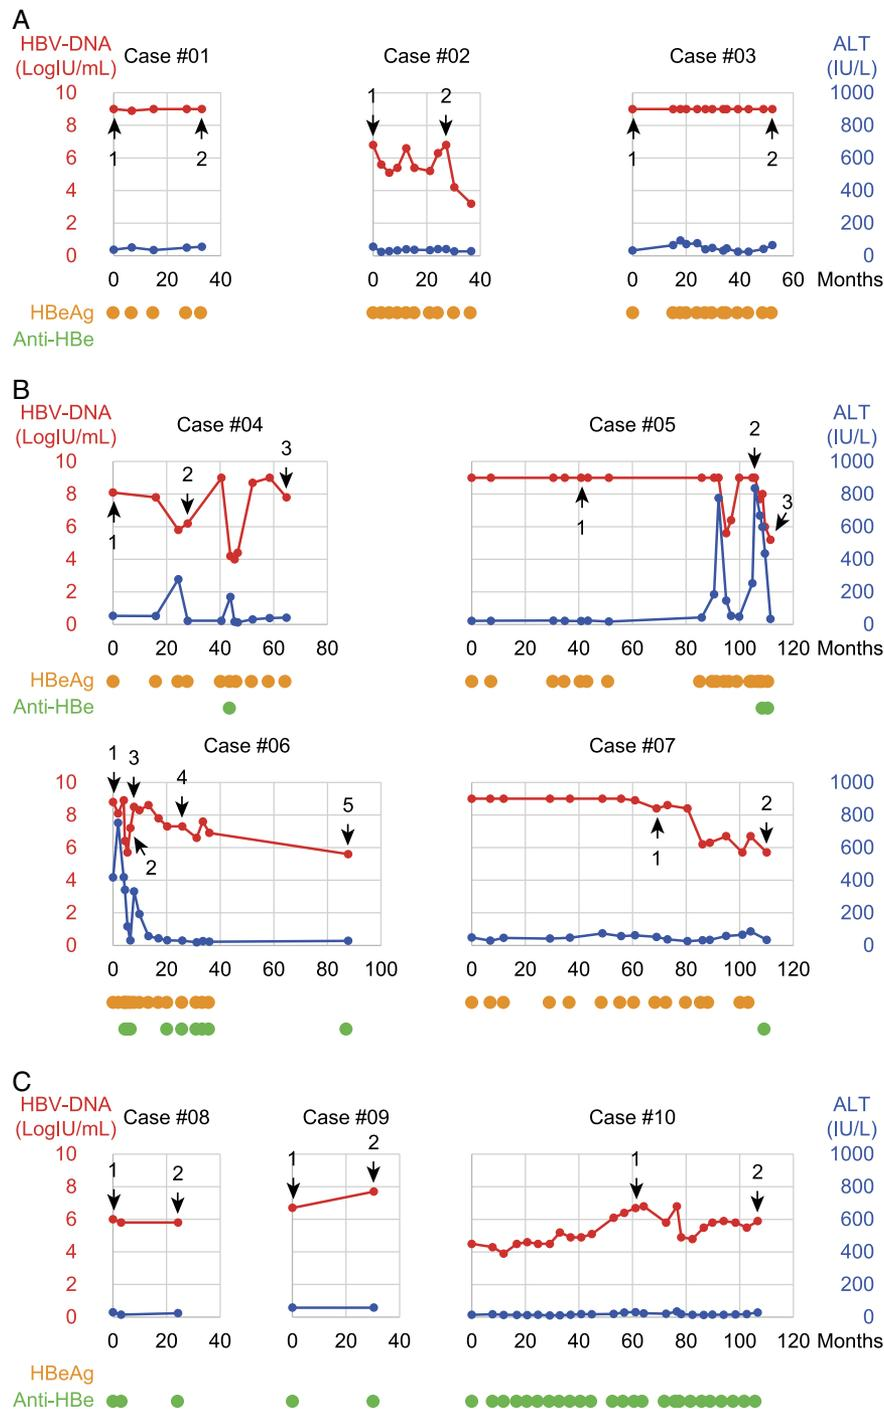 A
HBV-DNA Case #01 Case #02 Case #03 ALT
(LogIU/mL) (IU/L)
10 1 2 1000
8 800
6 1 2 1 2 600
4 400
2 200
0 0
0 20 40 0 20 40 0 20 40 60 Months
HBeAg
Anti-HBe
B
HBV-DNA Case #04 Case #05 ALT
(LogIU/mL) 2 3 2 (IU/L)
10 1000
8 3 800
6 1 1 600
4 400
2 200
0 0
0 20 40 60 80 0 20 40 60 80 100 120 Months
HBeAg
Anti-HBe
Case #06 Case #07
1 3 4 5 2
10 1000
8 800
6 2 1 600
4 400
2 200
0 0
0 20 40 60 80 100 0 20 40 60 80 100 120
C
HBV-DNA Case #08 Case #09 Case #10 ALT
(LogIU/mL) (IU/L)
10 1 2 1 2 1 2 1000
8 800
6 600
4 400
2 200
0 0
0 20 40 0 20 40 0 20 40 60 80 100 120 Months
HBeAg
Anti-HBe